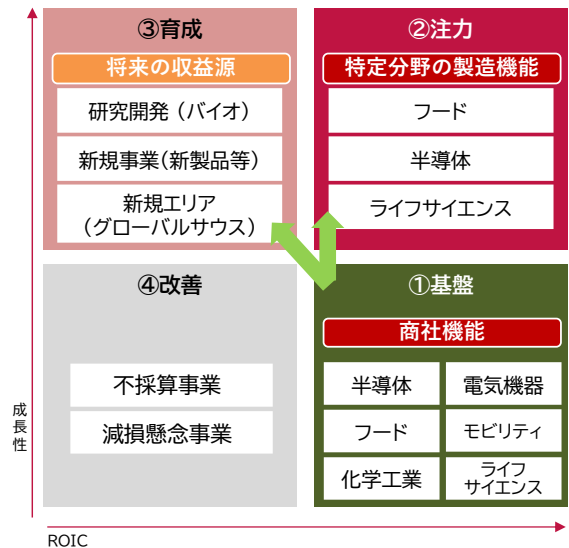 ③育成
将来の収益源
研究開発（バイオ）
新規事業（新製品等）
新規エリア
（グローバルサウス）
②注力
特定分野の製造機能
フード
半導体
ライフサイエンス
④改善
不採算事業
減損懸念事業
①基盤
商社機能
半導体
電気機器
フード
モビリティ
化学工業
ライフ
サイエンス
成長性
ROIC